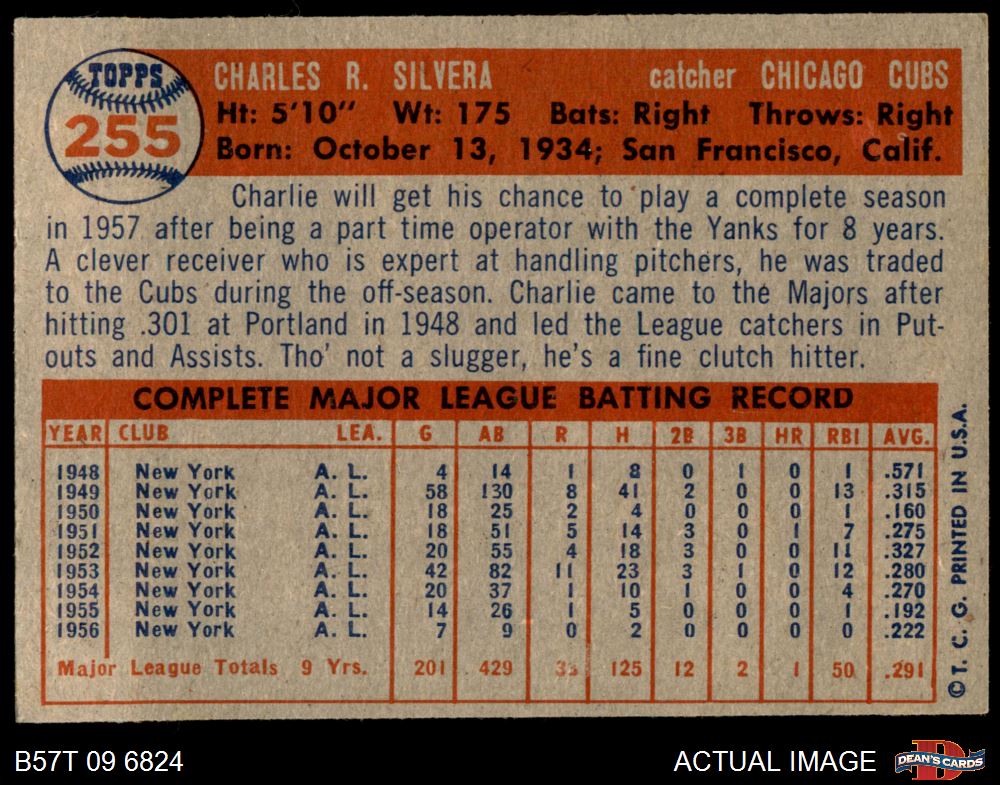 TOPPS
255
CHARLES R. SILVERA catcher CHICAGO CUBS
Ht: 5'10" Wt: 175 Bats: Right Throws: Right
Born: October 13, 1934; San Francisco, Calif.
Charlie will get his chance to play a complete season
in 1957 after being a part time operator with the Yanks for 8 years.
A clever receiver who is expert at handling pitchers, he was traded
to the Cubs during the off-season. Charlie came to the Majors after
hitting .301 at Portland in 1948 and led the League catchers in Put-
outs and Assists. Tho' not a slugger, he's a fine clutch hitter.
COMPLETE MAJOR LEAGUE BATTING RECORD
YEAR CLUB LEA. G AB R H 2B 3B HR RBI AVG.
1948 New York A. L. 4 14 1 8 0 1 0 1 .571
1949 New York A. L. 58 130 8 41 2 0 0 13 .315
1950 New York A. L. 18 25 2 4 0 0 0 1 .160
1951 New York A. L. 18 51 5 14 3 0 1 7 .275
1952 New York A. L. 20 55 4 18 3 0 0 11 .327
1953 New York A. L. 42 82 11 23 3 1 0 12 .280
1954 New York A. L. 20 37 1 10 1 0 0 4 .270
1955 New York A. L. 14 26 1 5 0 0 0 1 .192
1956 New York A. L. 7 9 0 2 0 0 0 0 .222
Major League Totals 9 Yrs. 201 429 125 12 2 1 50 .291
© T. C. G. PRINTED IN U.S.A.
B57T 09 6824
ACTUAL IMAGE
DEAN'S CARDS